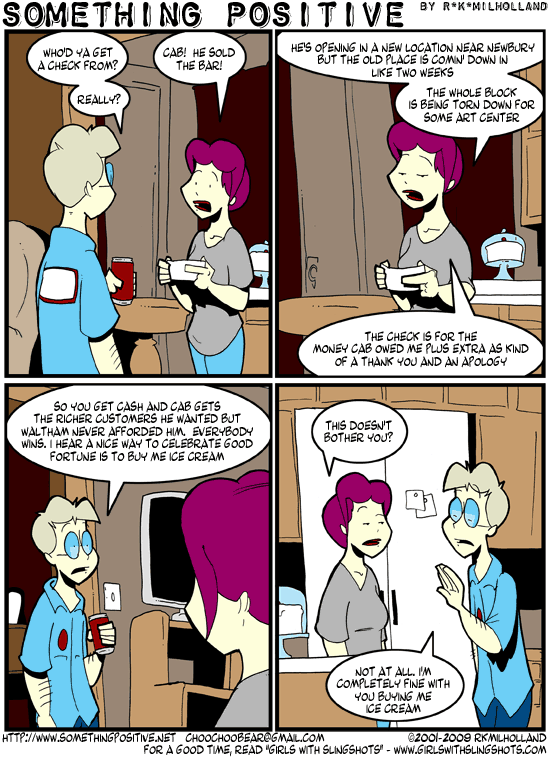 SOMETHING POSITIVE BY R*K*MILHOLLAND
WHO'D YA GET
A CHECK FROM?
REALLY?
CAB! HE SOLD
THE BAR!
HE'S OPENING IN A NEW LOCATION NEAR NEWBURY
BUT THE OLD PLACE IS COMIN' DOWN IN
LIKE TWO WEEKS
THE WHOLE BLOCK
IS BEING TORN DOWN FOR
SOME ART CENTER
THE CHECK IS FOR THE
MONEY CAB OWED ME PLUS EXTRA AS KIND
OF A THANK YOU AND AN APOLOGY
SO YOU GET CASH AND CAB GETS
THE RICHER CUSTOMERS HE WANTED BUT
WALTHAM NEVER AFFORDED HIM. EVERYBODY
WINS. I HEAR A NICE WAY TO CELEBRATE GOOD
FORTUNE IS TO BUY ME ICE CREAM
THIS DOESN'T
BOTHER YOU?
NOT AT ALL. I'M
COMPLETELY FINE WITH
YOU BUYING ME
ICE CREAM
HTTP://WWW.SOMETHINGPOSITIVE.NET CHOOCHOOBEAR@GMAIL.COM ©2001-2009 RKMILHOLLAND
FOR A GOOD TIME, READ "GIRLS WITH SLINGSHOTS" - WWW.GIRLSWITHSLINGSHOTS.COM